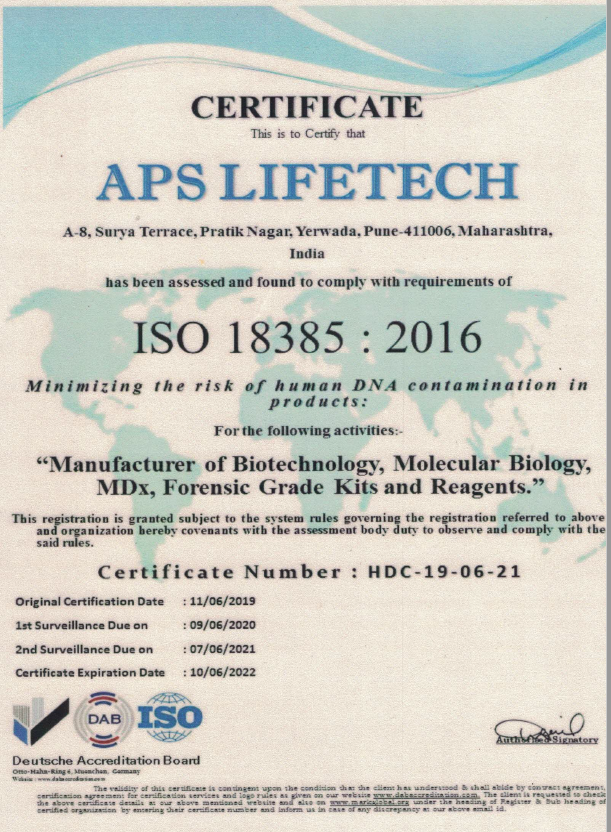 CERTIFICATE
This is to Certify that
APS LIFETECH
A-8, Surya Terrace, Pratik Nagar, Yerwada, Pune-411006, Maharashtra,
India
has been assessed and found to comply with requirements of
ISO 18385 : 2016
Minimizing the risk of human DNA contamination in
products:
For the following activities:-
“Manufacturer of Biotechnology, Molecular Biology,
MDx, Forensic Grade Kits and Reagents.”
This registration is granted subject to the system rules governing the registration referred to above
and organization hereby covenants with the assessment body duty to observe and comply with the
said rules.
Certificate Number : HDC-19-06-21
Original Certification Date : 11/06/2019
1st Surveillance Due on : 09/06/2020
2nd Surveillance Due on : 07/06/2021
Certificate Expiration Date : 10/06/2022
DAB
ISO
Authorised Signatory
Deutsche Accreditation Board
Otto-Hahn-Ring 6, Muenchen, Germany
Website : www.dabaccreditation.com
The validity of this certificate is contingent upon the condition that the client has understood & shall abide by contract agreement,
certification agreement for certification services and logo rules as given on our website www.dabaccreditation.com. The client is requested to check
the above certificate details at our above mentioned website and also on www.marksglobal.org under the heading of Register & Sub heading of
certified organization by entering their certificate number and inform us in case of any discrepancy at our above email id.